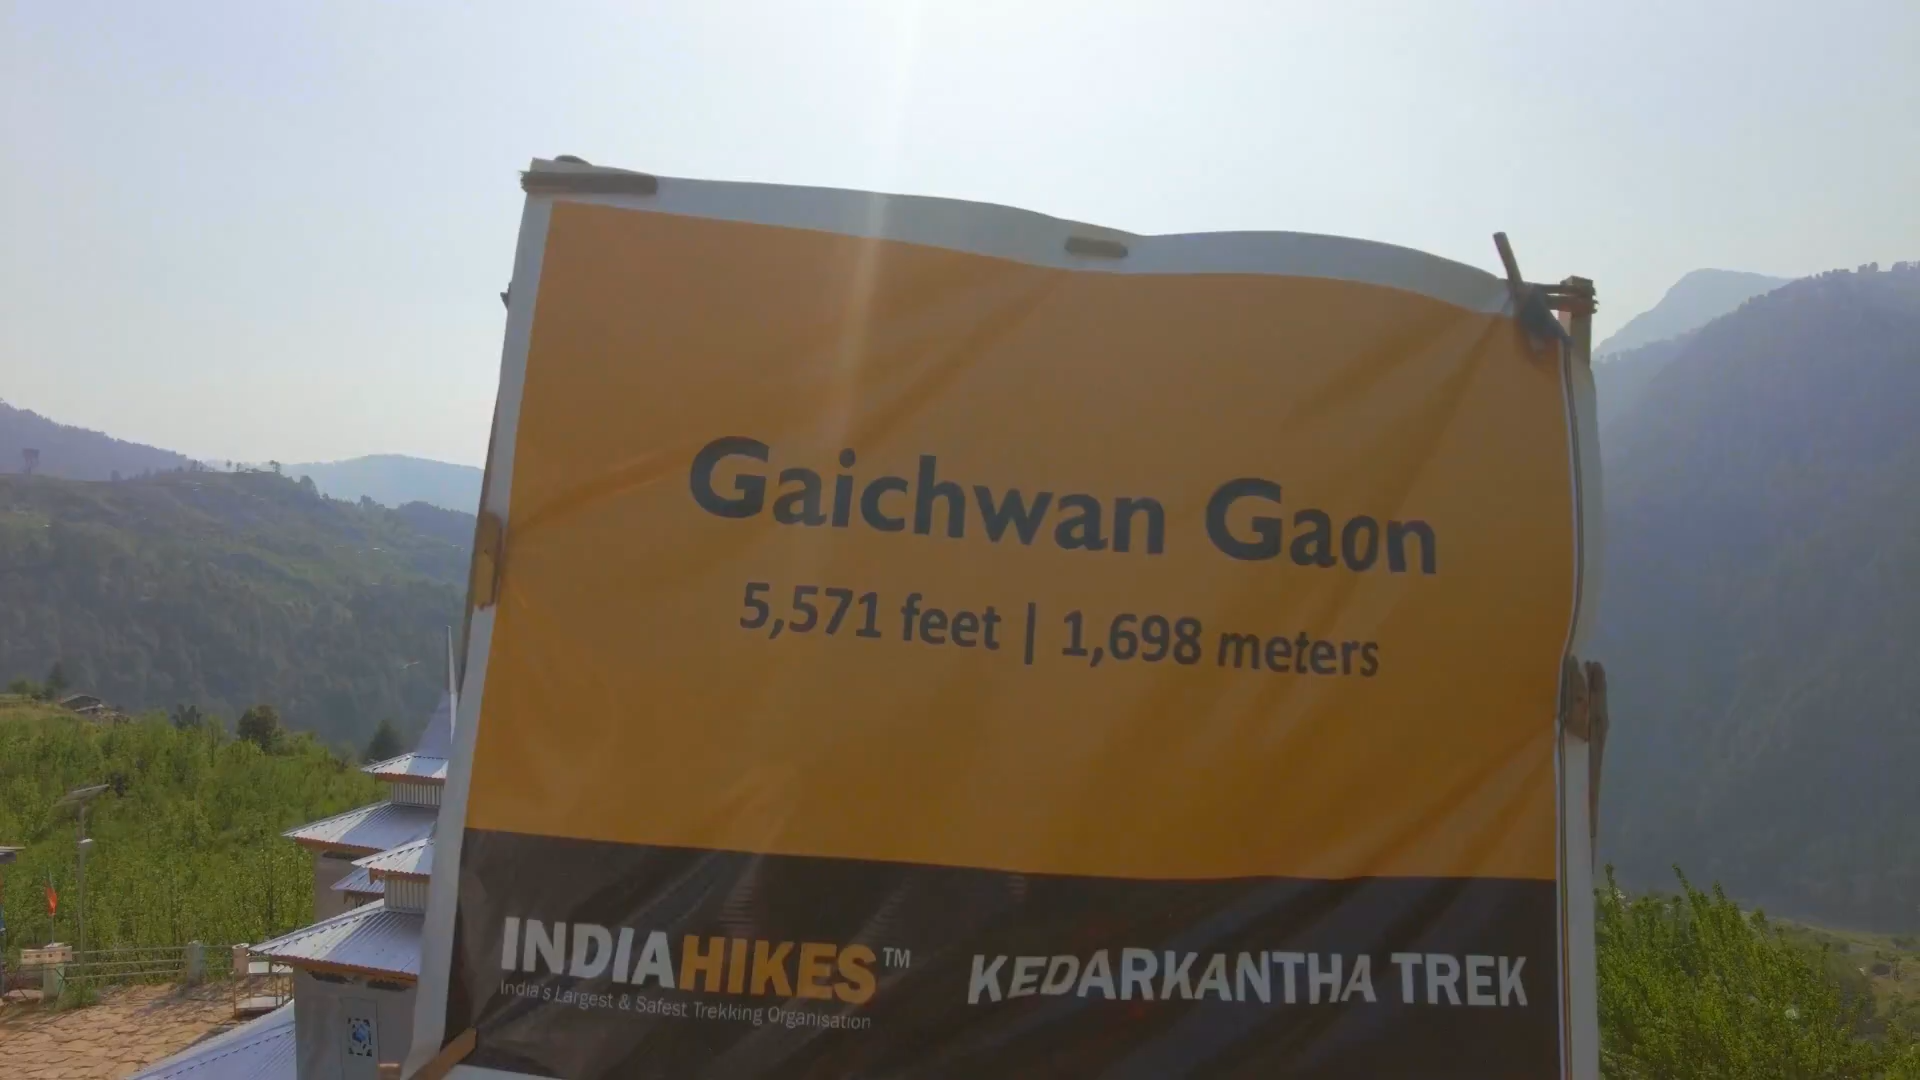 Gaichwan Gaon
5,571 feet | 1,698 meters
INDIAHIKES™
India's Largest & Safest Trekking Organisation
KEDARKANTHA TREK